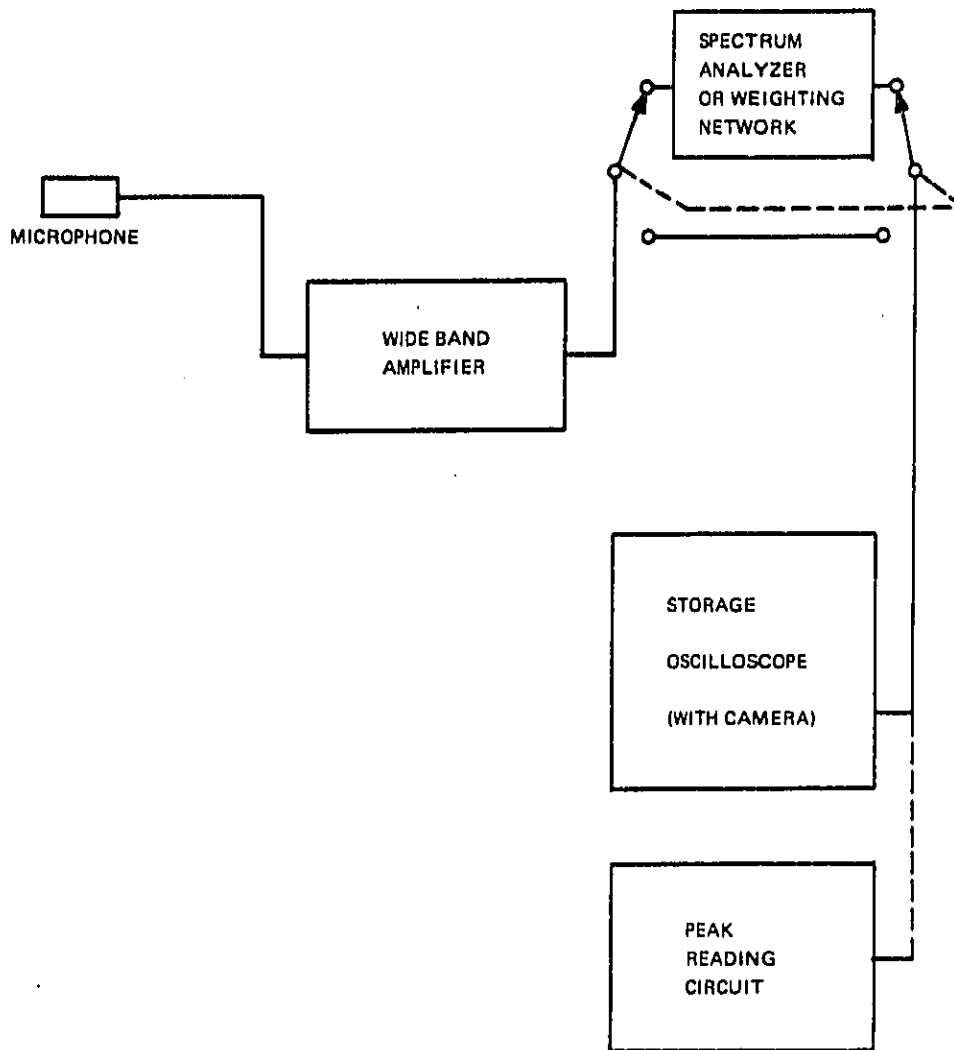 SPECTRUM
ANALYZER
OR WEIGHTING
NETWORK
MICROPHONE
WIDE BAND
AMPLIFIER
STORAGE
OSCILLOSCOPE
(WITH CAMERA)
PEAK
READING
CIRCUIT